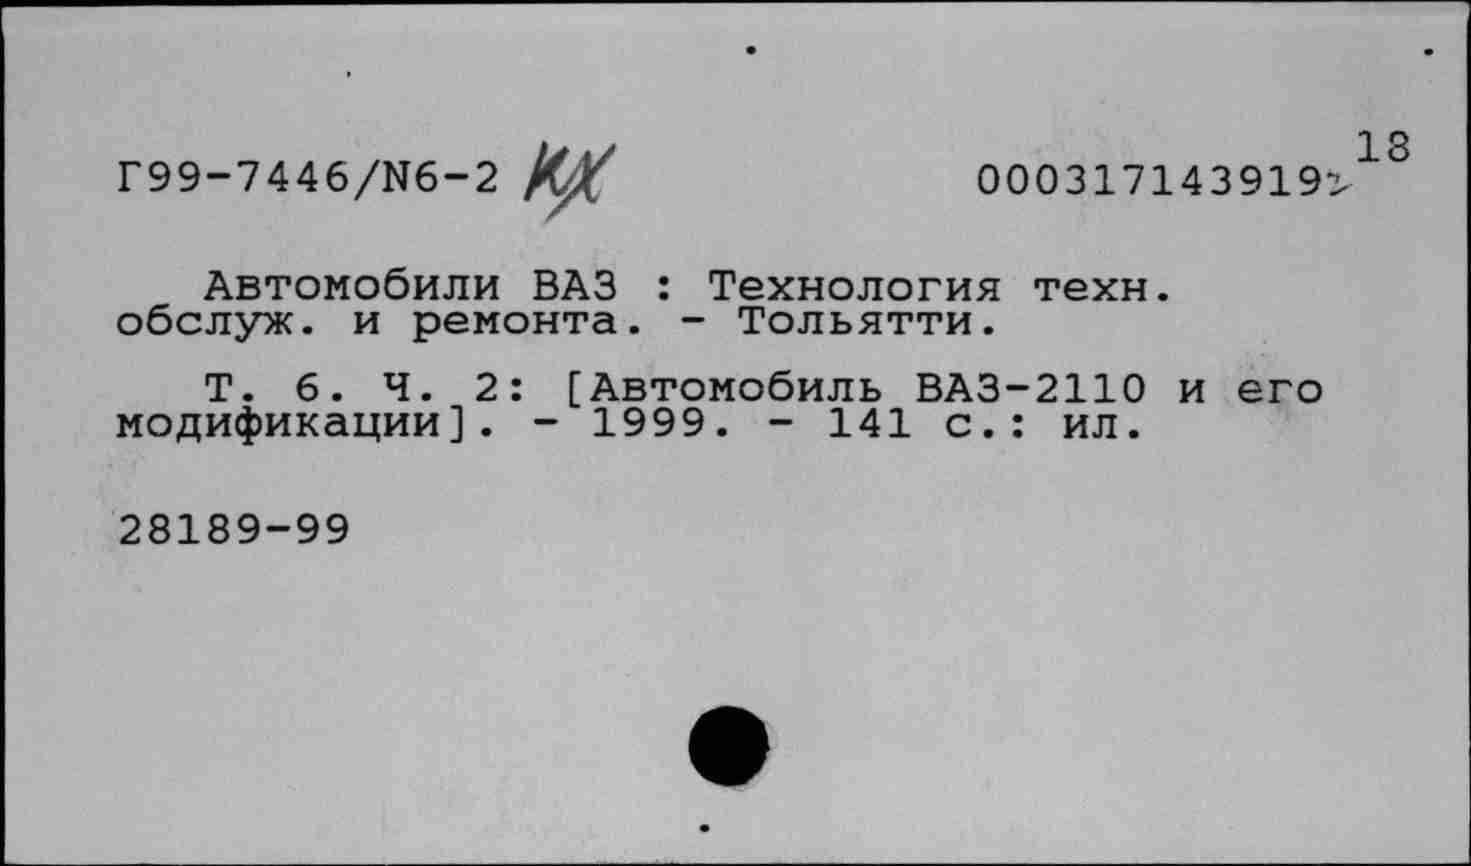 Г99-7446/N6-2 КХ 0003171439192 18
Автомобили ВАЗ : Технология техн.
обслуж. и ремонта. - Тольятти.
Т. 6. Ч. 2: [Автомобиль ВАЗ-2110 и его
модификации]. - 1999. - 141 с.: ил.
28189-99